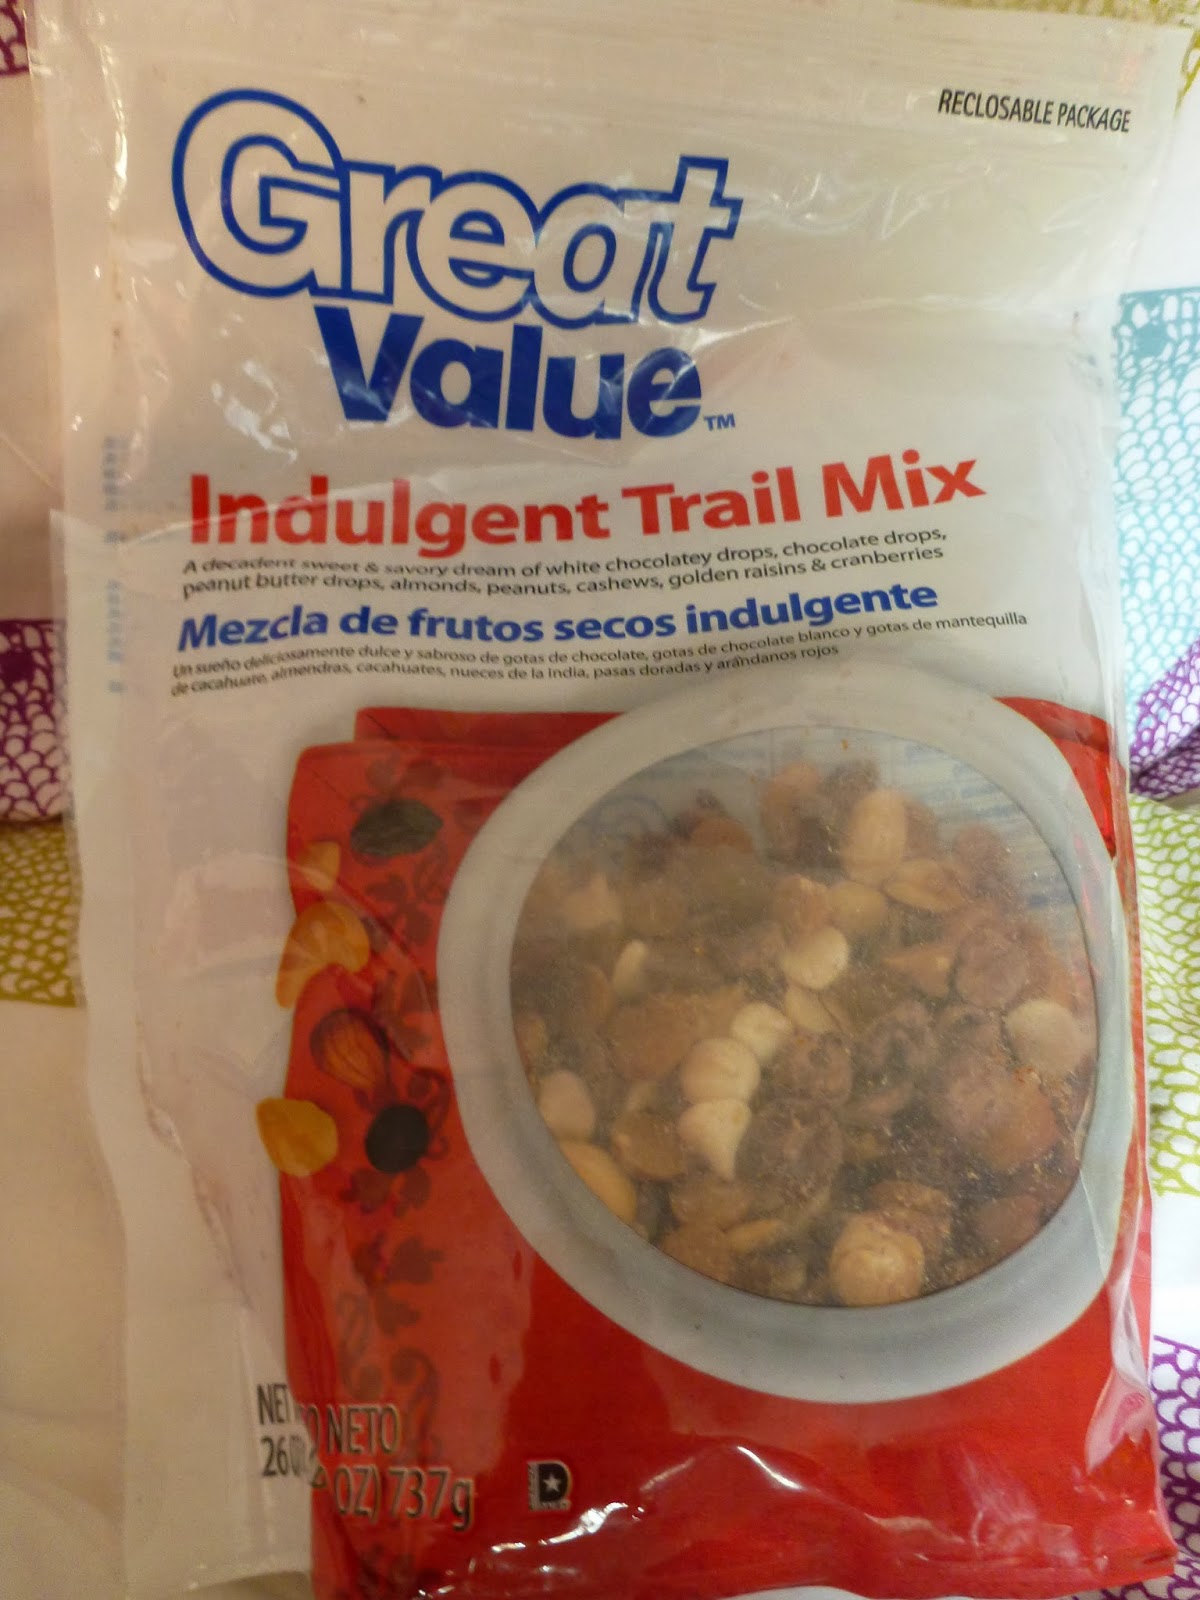 RECLOSABLE PACKAGE
Great
Value™
Indulgent Trail Mix
A decadent sweet & savory dream of white chocolatey drops, chocolate drops,
peanut butter drops, almonds, peanuts, cashews, golden raisins & cranberries
Mezcla de frutos secos indulgente
Un sueño deliciosamente dulce y sabroso de gotas de chocolate, gotas de chocolate blanco y gotas de mantequilla
de cacahuate, almendras, cacahuates, nueces de la india, pasas doradas y arándanos rojos
NET NETO
26 OZ) 737g
D